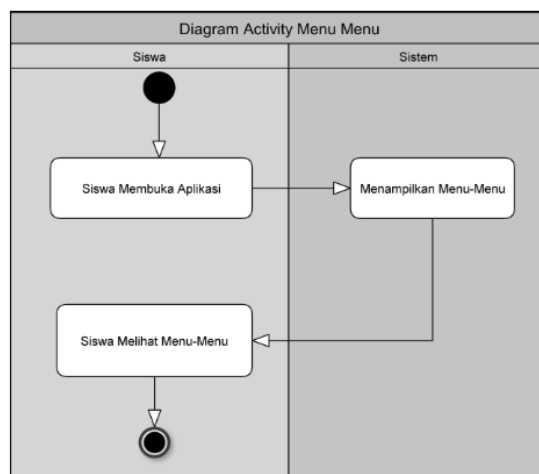 Diagram Activity Menu Menu
Siswa
Sistem
Siswa Membuka Aplikasi
Menampilkan Menu-Menu
Siswa Melihat Menu-Menu